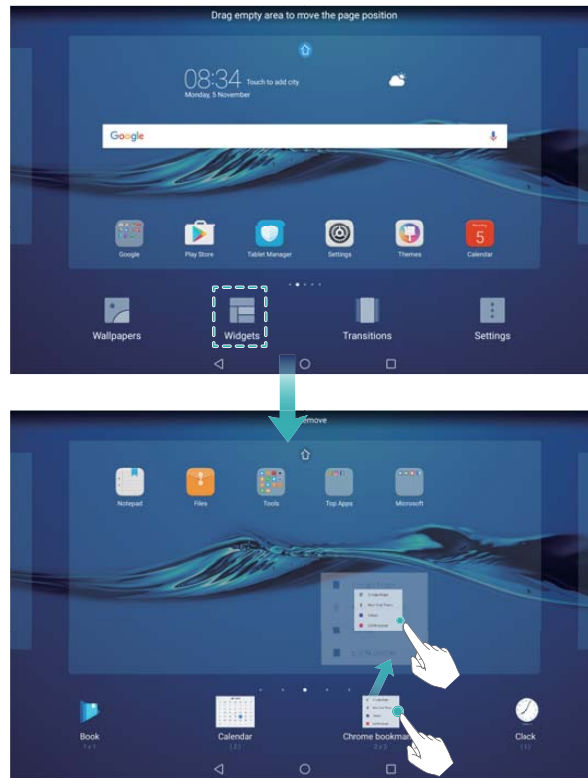 Drag empty area to move the page position
08:34 Touch to add city
Monday, 5 November
Google
5
Google Play Store Tablet Manager Settings Themes Calendar
Wallpapers Widgets Transitions Settings
Notepad Files Tools Top Apps Microsoft
Book Calendar Chrome bookmar Clock